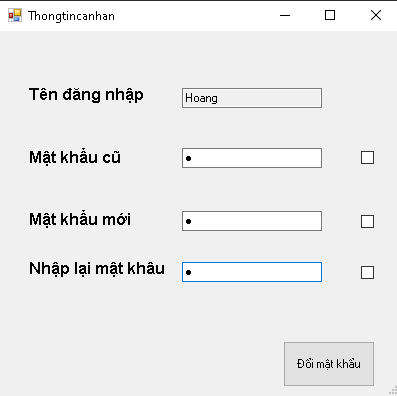 Thongtincanhan
Tên đăng nhập
Hoang
Mật khẩu cũ
●
Mật khẩu mới
●
Nhập lại mật khâu
●
Đổi mật khẩu